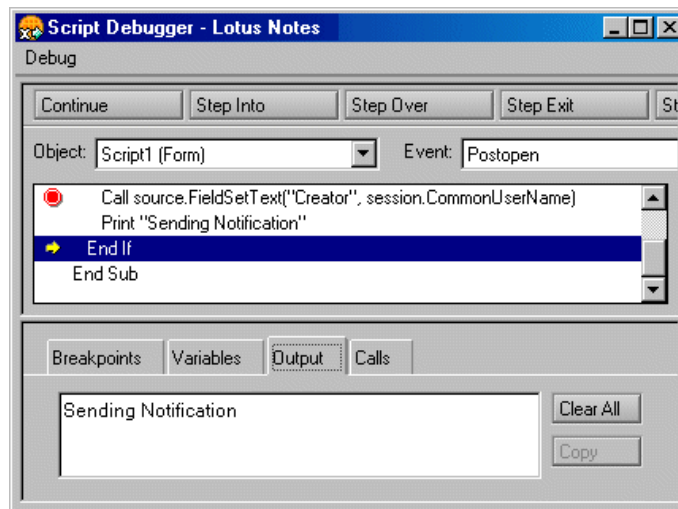 Script Debugger - Lotus Notes
Debug
Continue Step Into Step Over Step Exit St
Object: Script1 (Form) Event: Postopen
Call source.FieldSetText("Creator", session.CommonUserName)
Print "Sending Notification"
End If
End Sub
Breakpoints Variables Output Calls
Sending Notification
Clear All
Copy